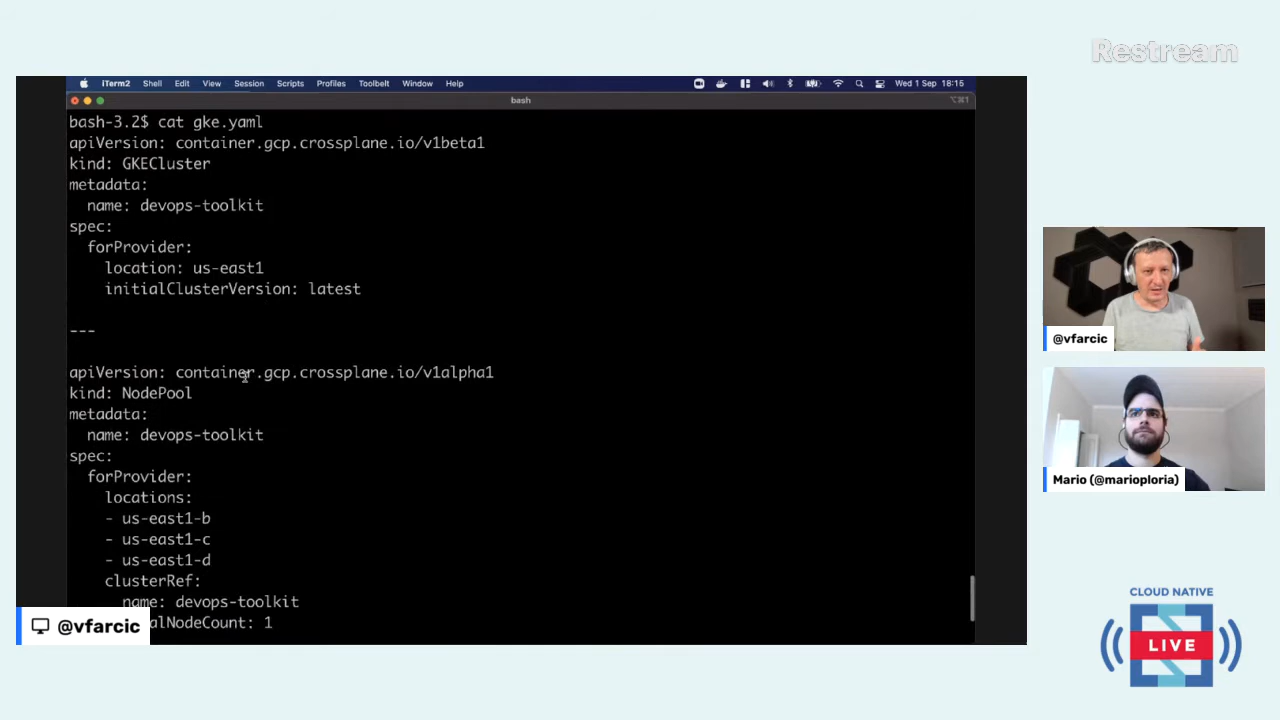 Restream
iTerm2 Shell Edit View Session Scripts Profiles Toolbelt Window Help Wed 1 Sep 18:15
bash ⌥⌘1
bash-3.2$ cat gke.yaml
apiVersion: container.gcp.crossplane.io/v1beta1
kind: GKECluster
metadata:
  name: devops-toolkit
spec:
  forProvider:
    location: us-east1
    initialClusterVersion: latest
---
apiVersion: container.gcp.crossplane.io/v1alpha1
kind: NodePool
metadata:
  name: devops-toolkit
spec:
  forProvider:
    locations:
    - us-east1-b
    - us-east1-c
    - us-east1-d
    clusterRef:
      name: devops-toolkit
alNodeCount: 1
@vfarcic
@vfarcic
Mario (@marioploria)
CLOUD NATIVE
LIVE